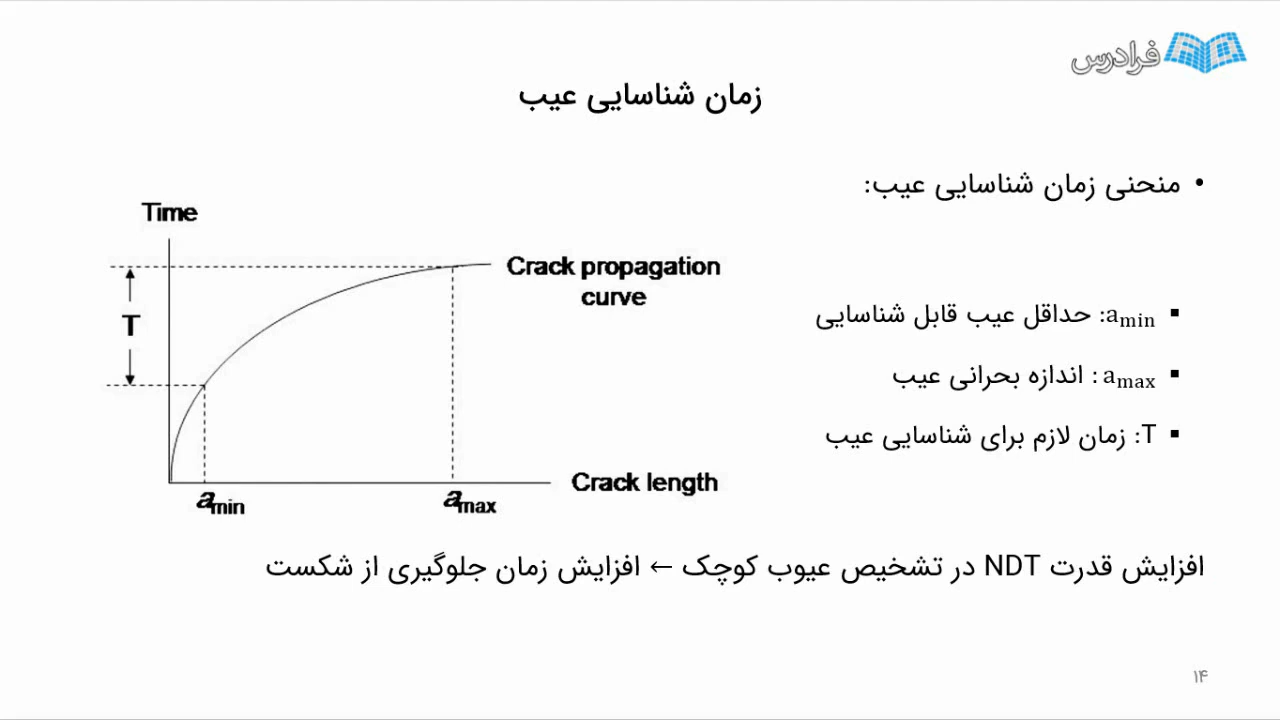 فرادرس
زمان شناسایی عیب
• منحنی زمان شناسایی عیب:
Time
Crack propagation
curve
T
Crack length
amin
amax
▪ amin: حداقل عیب قابل شناسایی
▪ amax: اندازه بحرانی عیب
▪ T: زمان لازم برای شناسایی عیب
افزایش قدرت NDT در تشخیص عیوب کوچک ← افزایش زمان جلوگیری از شکست
۱۴